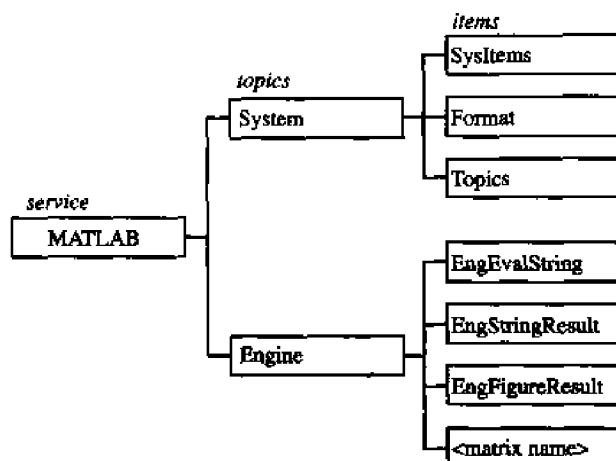 items
SysItems
topics
System
Format
Topics
service
MATLAB
EngEvalString
EngStringResult
Engine
EngFigureResult
<matrix name>